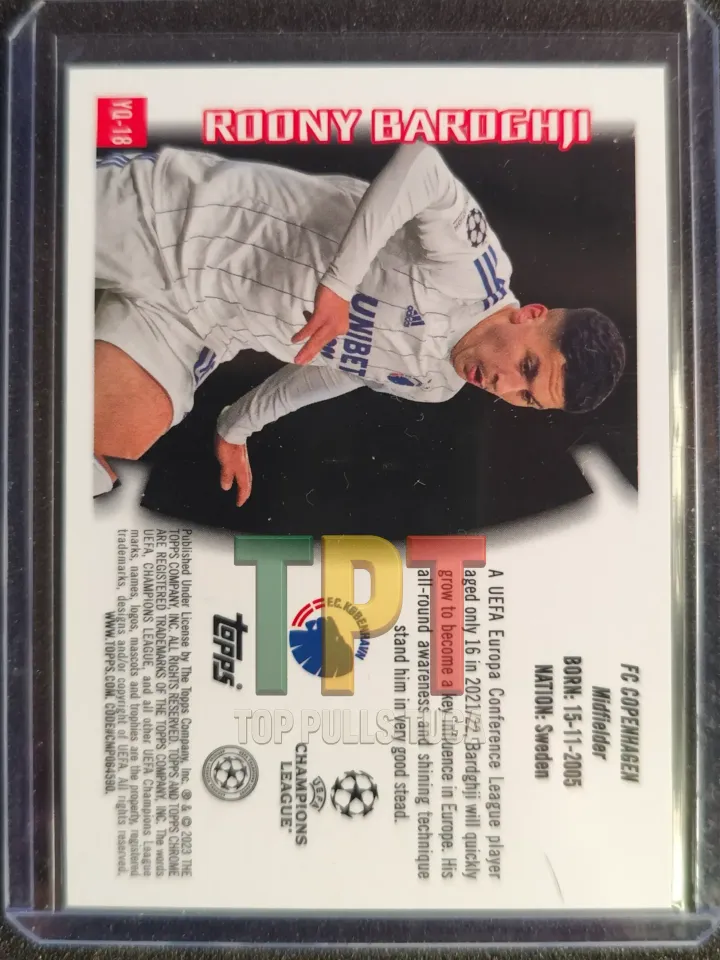 YQ-18
ROONY BARDGHJI
UNIBET
FC COPENHAGEN
Midfielder
BORN: 15-11-2005
NATION: Sweden
A UEFA Europa Conference League player
aged only 16 in 2021/22, Bardghji will quickly
grow to become a key influence in Europe. His
all-round awareness and shining technique
stand him in very good stead.
F.C. KØBENHAVN
TPT
TOP PULLS
topps
UEFA
CHAMPIONS
LEAGUE®
Published Under License by The Topps Company, Inc. ® & © 2023 THE
TOPPS COMPANY, INC. ALL RIGHTS RESERVED. TOPPS AND TOPPS CHROME
ARE REGISTERED TRADEMARKS OF THE TOPPS COMPANY, INC. The words
UEFA, CHAMPIONS LEAGUE, and all other UEFA Champions League
marks, names, logos, mascots and trophies are the property, registered
trademarks, designs and/or copyright of UEFA. All rights reserved.
WWW.TOPPS.COM. CODE#CMP084590.